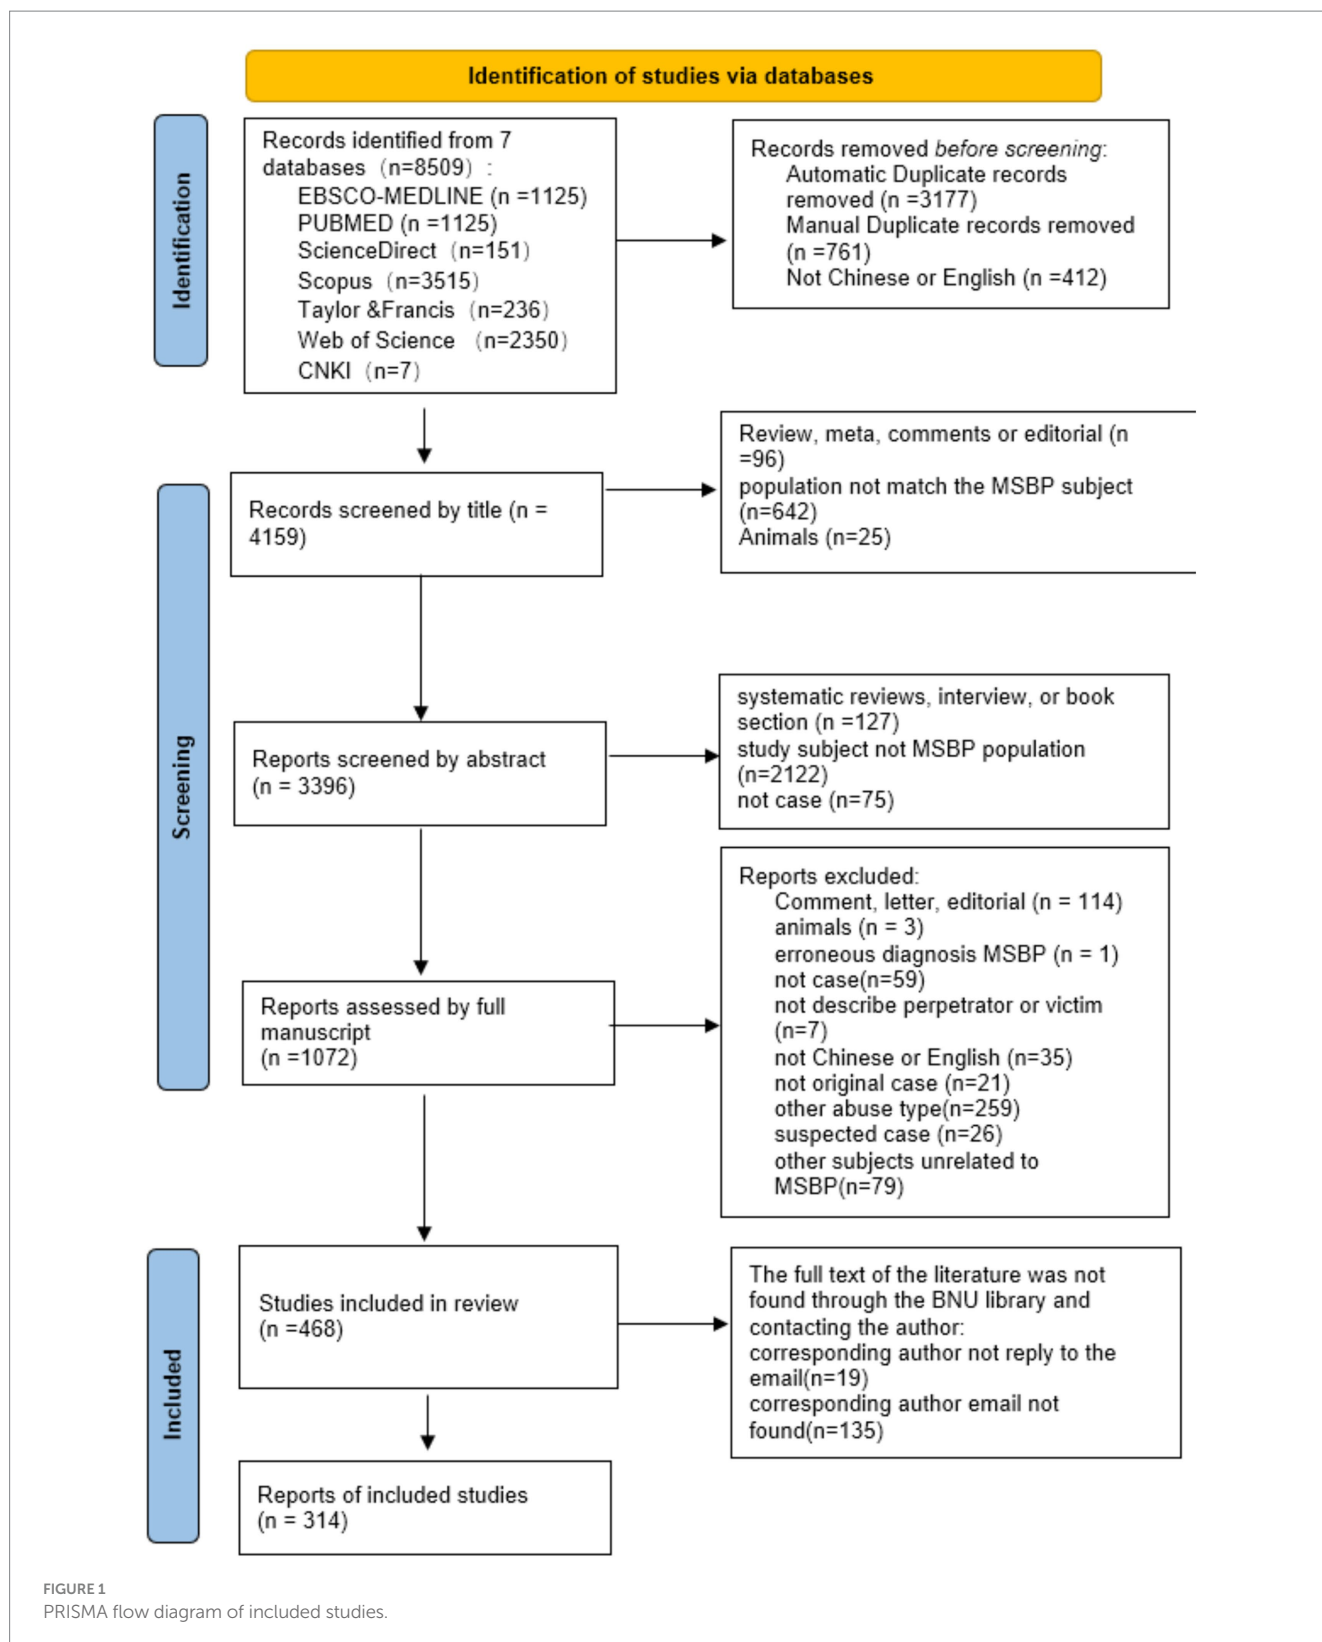 Identification of studies via databases
Identification
Records identified from 7
databases (n=8509) :
EBSCO-MEDLINE (n =1125)
PUBMED (n =1125)
ScienceDirect (n=151)
Scopus (n=3515)
Taylor &Francis (n=236)
Web of Science (n=2350)
CNKI (n=7)
Records removed before screening:
Automatic Duplicate records
removed (n =3177)
Manual Duplicate records removed
(n =761)
Not Chinese or English (n =412)
Screening
Records screened by title (n =
4159)
Review, meta, comments or editorial (n
=96)
population not match the MSBP subject
(n=642)
Animals (n=25)
Reports screened by abstract
(n = 3396)
systematic reviews, interview, or book
section (n =127)
study subject not MSBP population
(n=2122)
not case (n=75)
Reports assessed by full
manuscript
(n =1072)
Reports excluded:
Comment, letter, editorial (n = 114)
animals (n = 3)
erroneous diagnosis MSBP (n = 1)
not case(n=59)
not describe perpetrator or victim
(n=7)
not Chinese or English (n=35)
not original case (n=21)
other abuse type(n=259)
suspected case (n=26)
other subjects unrelated to
MSBP(n=79)
Included
Studies included in review
(n =468)
The full text of the literature was not
found through the BNU library and
contacting the author:
corresponding author not reply to the
email(n=19)
corresponding author email not
found(n=135)
Reports of included studies
(n = 314)
FIGURE 1
PRISMA flow diagram of included studies.